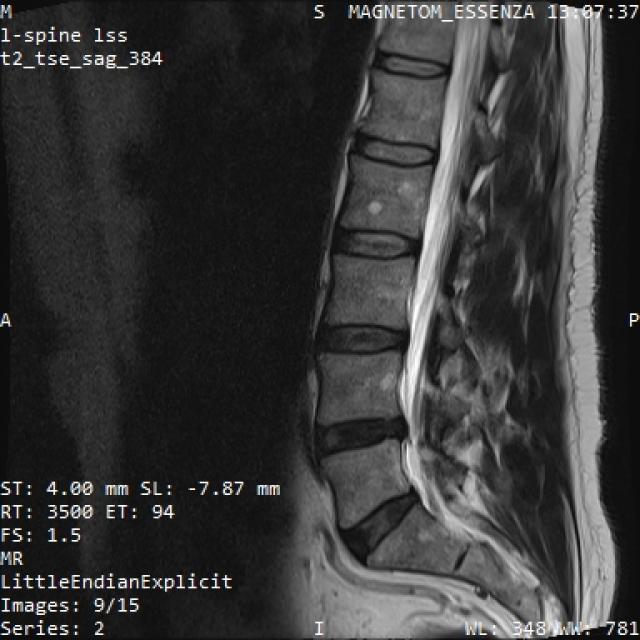 M S MAGNETOM_ESSENZA 13:07:37
l-spine lss
t2_tse_sag_384
A P
ST: 4.00 mm SL: -7.87 mm
RT: 3500 ET: 94
FS: 1.5
MR
LittleEndianExplicit
Images: 9/15
Series: 2 I WL: 348 WW: 781